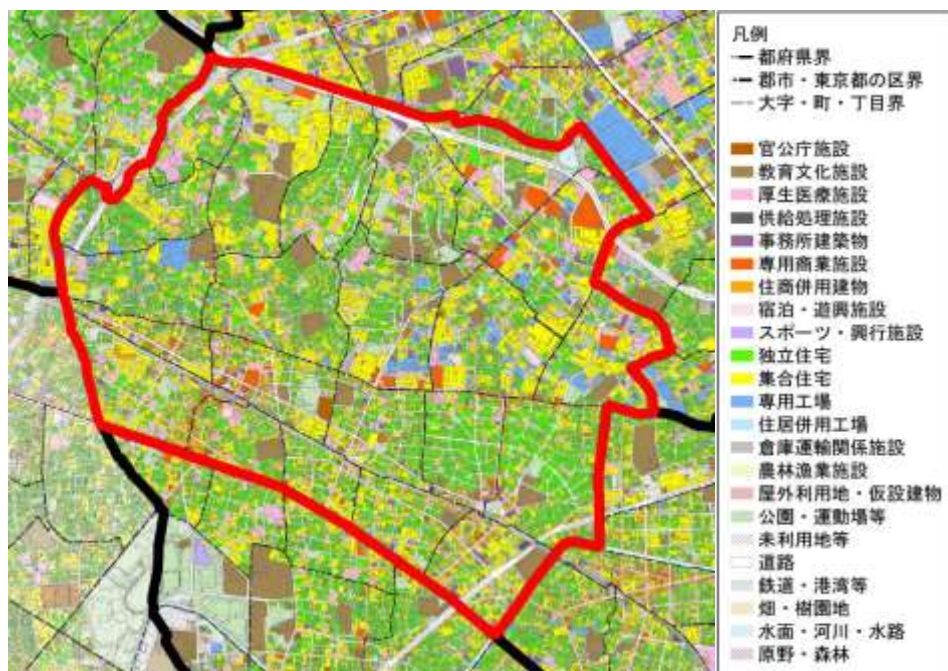 凡例
都府県界
郡市・東京都の区界
大字・町・丁目界
官公庁施設
教育文化施設
厚生医療施設
供給処理施設
事務所建築物
専用商業施設
住商併用建物
宿泊・遊興施設
スポーツ・興行施設
独立住宅
集合住宅
専用工場
住居併用工場
倉庫運輸関係施設
農林漁業施設
屋外利用地・仮設建物
公園・運動場等
未利用地等
道路
鉄道・港湾等
畑・樹園地
水面・河川・水路
原野・森林